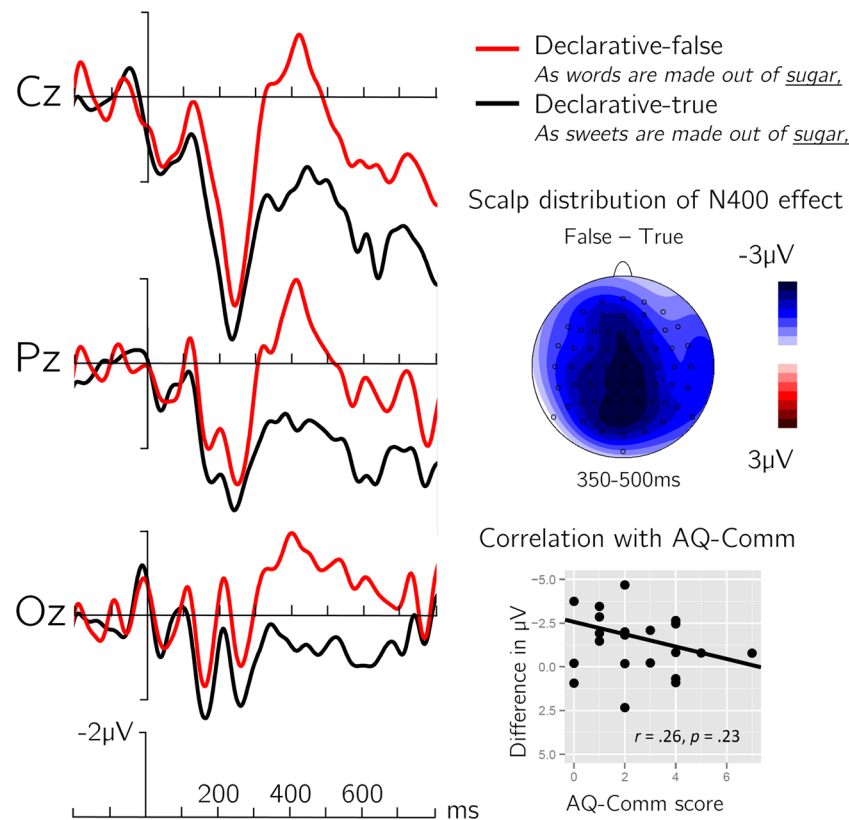 Cz
Pz
Oz
-2µV
200 400 600
ms
Declarative-false
As words are made out of sugar,
Declarative-true
As sweets are made out of sugar,
Scalp distribution of N400 effect
False – True
-3µV
3µV
350-500ms
Correlation with AQ-Comm
Difference in µV
-5.0
-2.5
0.0
2.5
5.0
r = .26, p = .23
0 2 4 6
AQ-Comm score